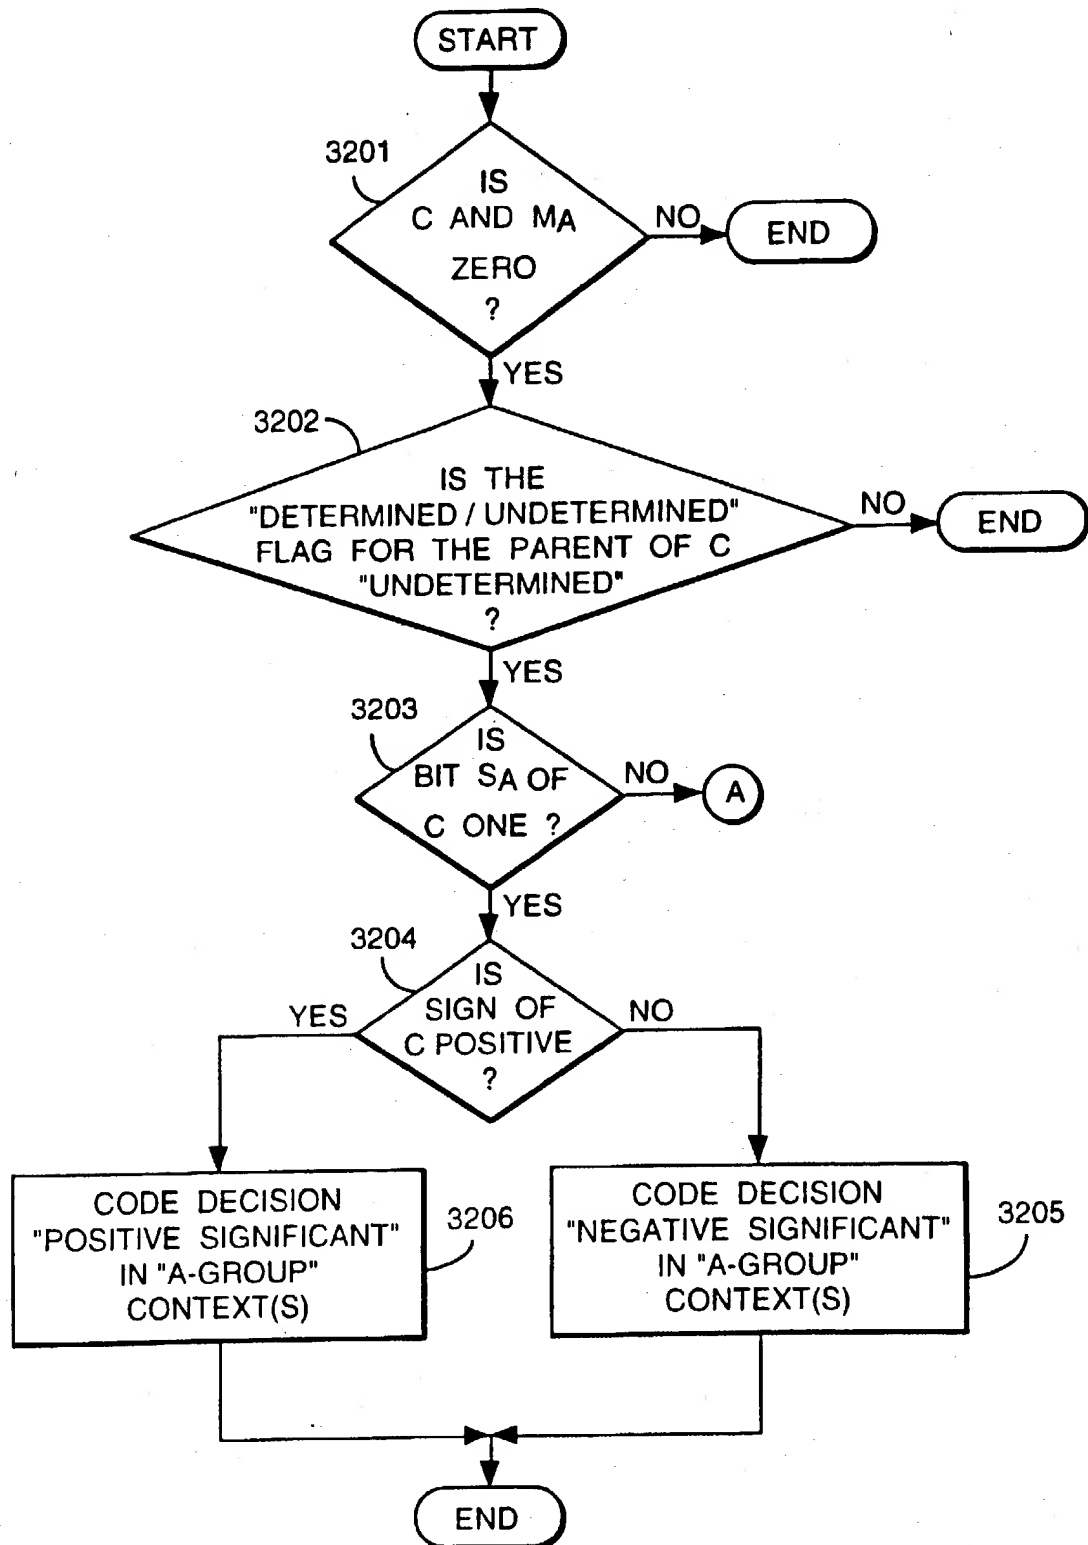 START
3201
IS
C AND MA
ZERO
?
NO
END
YES
3202
IS THE
"DETERMINED / UNDETERMINED"
FLAG FOR THE PARENT OF C
"UNDETERMINED"
?
NO
END
YES
3203
IS
BIT SA OF
C ONE ?
NO
A
YES
3204
IS
SIGN OF
C POSITIVE
?
YES
NO
CODE DECISION
"POSITIVE SIGNIFICANT"
IN "A-GROUP"
CONTEXT(S)
3206
CODE DECISION
"NEGATIVE SIGNIFICANT"
IN "A-GROUP"
CONTEXT(S)
3205
END